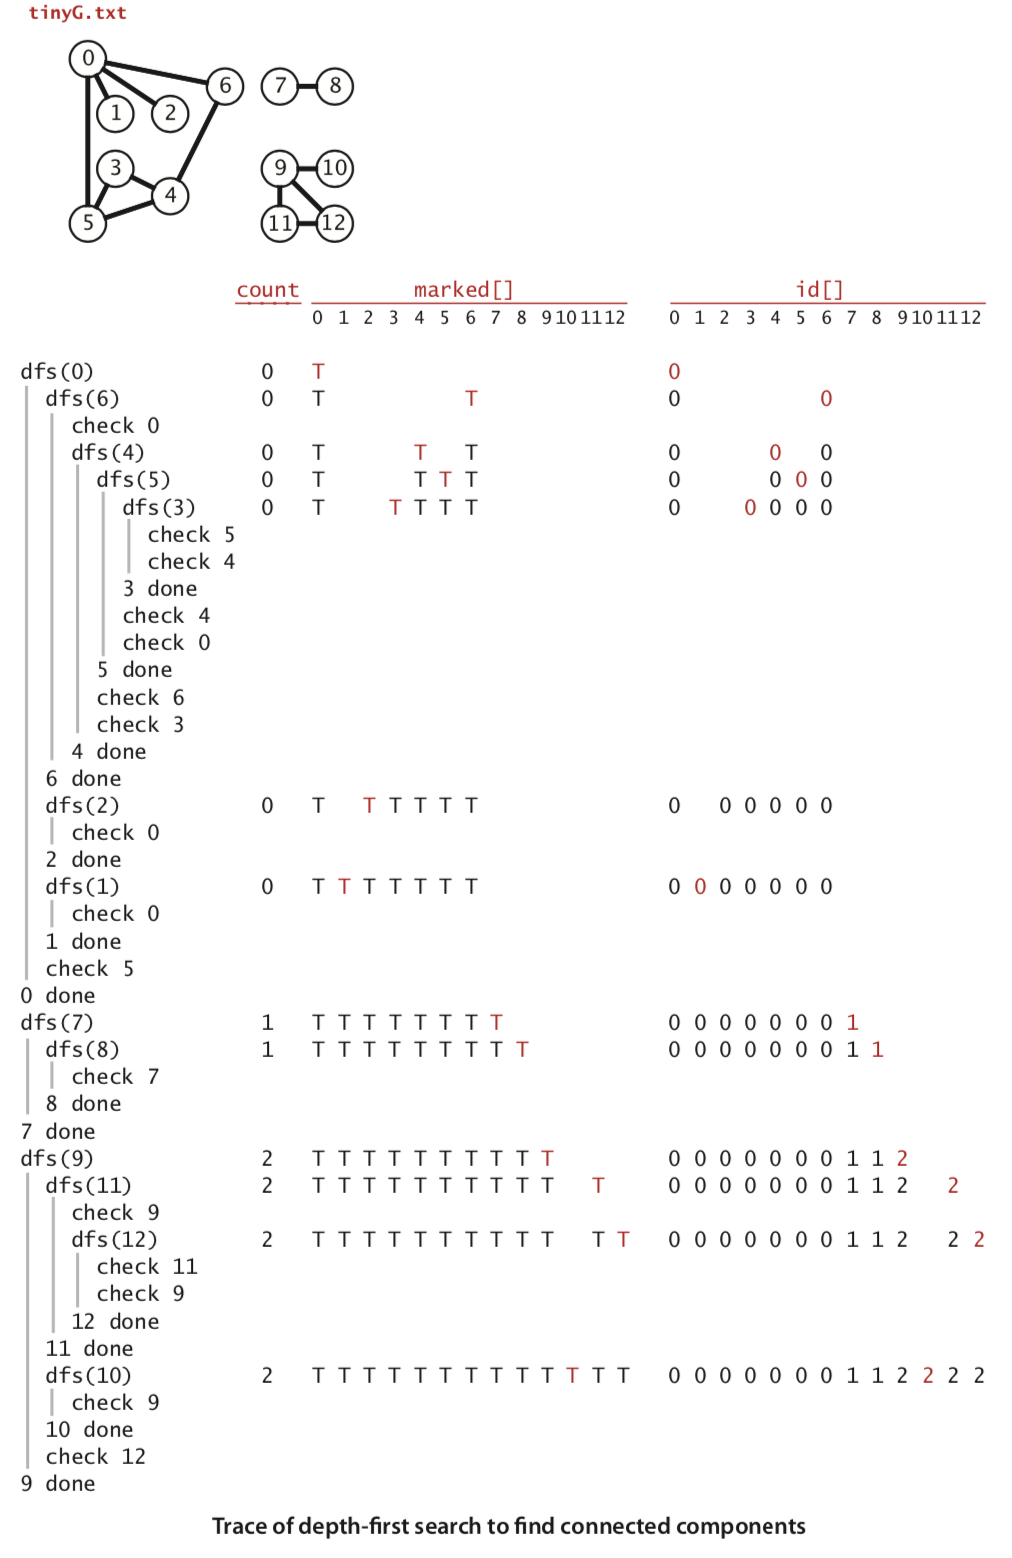 tinyG.txt
0
6 7 8
1 2
3 9 10
4
5 11 12
count marked[] id[]
0 1 2 3 4 5 6 7 8 9 10 11 12 0 1 2 3 4 5 6 7 8 9 10 11 12
dfs(0) 0 T 0
dfs(6) 0 T T 0 0
check 0
dfs(4) 0 T T T 0 0 0
dfs(5) 0 T T T T 0 0 0 0
dfs(3) 0 T T T T T 0 0 0 0 0
check 5
check 4
3 done
check 4
check 0
5 done
check 6
check 3
4 done
6 done
dfs(2) 0 T T T T T T 0 0 0 0 0 0
check 0
2 done
dfs(1) 0 T T T T T T T 0 0 0 0 0 0 0
check 0
1 done
check 5
0 done
dfs(7) 1 T T T T T T T T 0 0 0 0 0 0 0 1
dfs(8) 1 T T T T T T T T T 0 0 0 0 0 0 0 1 1
check 7
8 done
7 done
dfs(9) 2 T T T T T T T T T T 0 0 0 0 0 0 0 1 1 2
dfs(11) 2 T T T T T T T T T T T 0 0 0 0 0 0 0 1 1 2 2
check 9
dfs(12) 2 T T T T T T T T T T T T 0 0 0 0 0 0 0 1 1 2 2 2
check 11
check 9
12 done
11 done
dfs(10) 2 T T T T T T T T T T T T T 0 0 0 0 0 0 0 1 1 2 2 2 2
check 9
10 done
check 12
9 done
Trace of depth-first search to find connected components